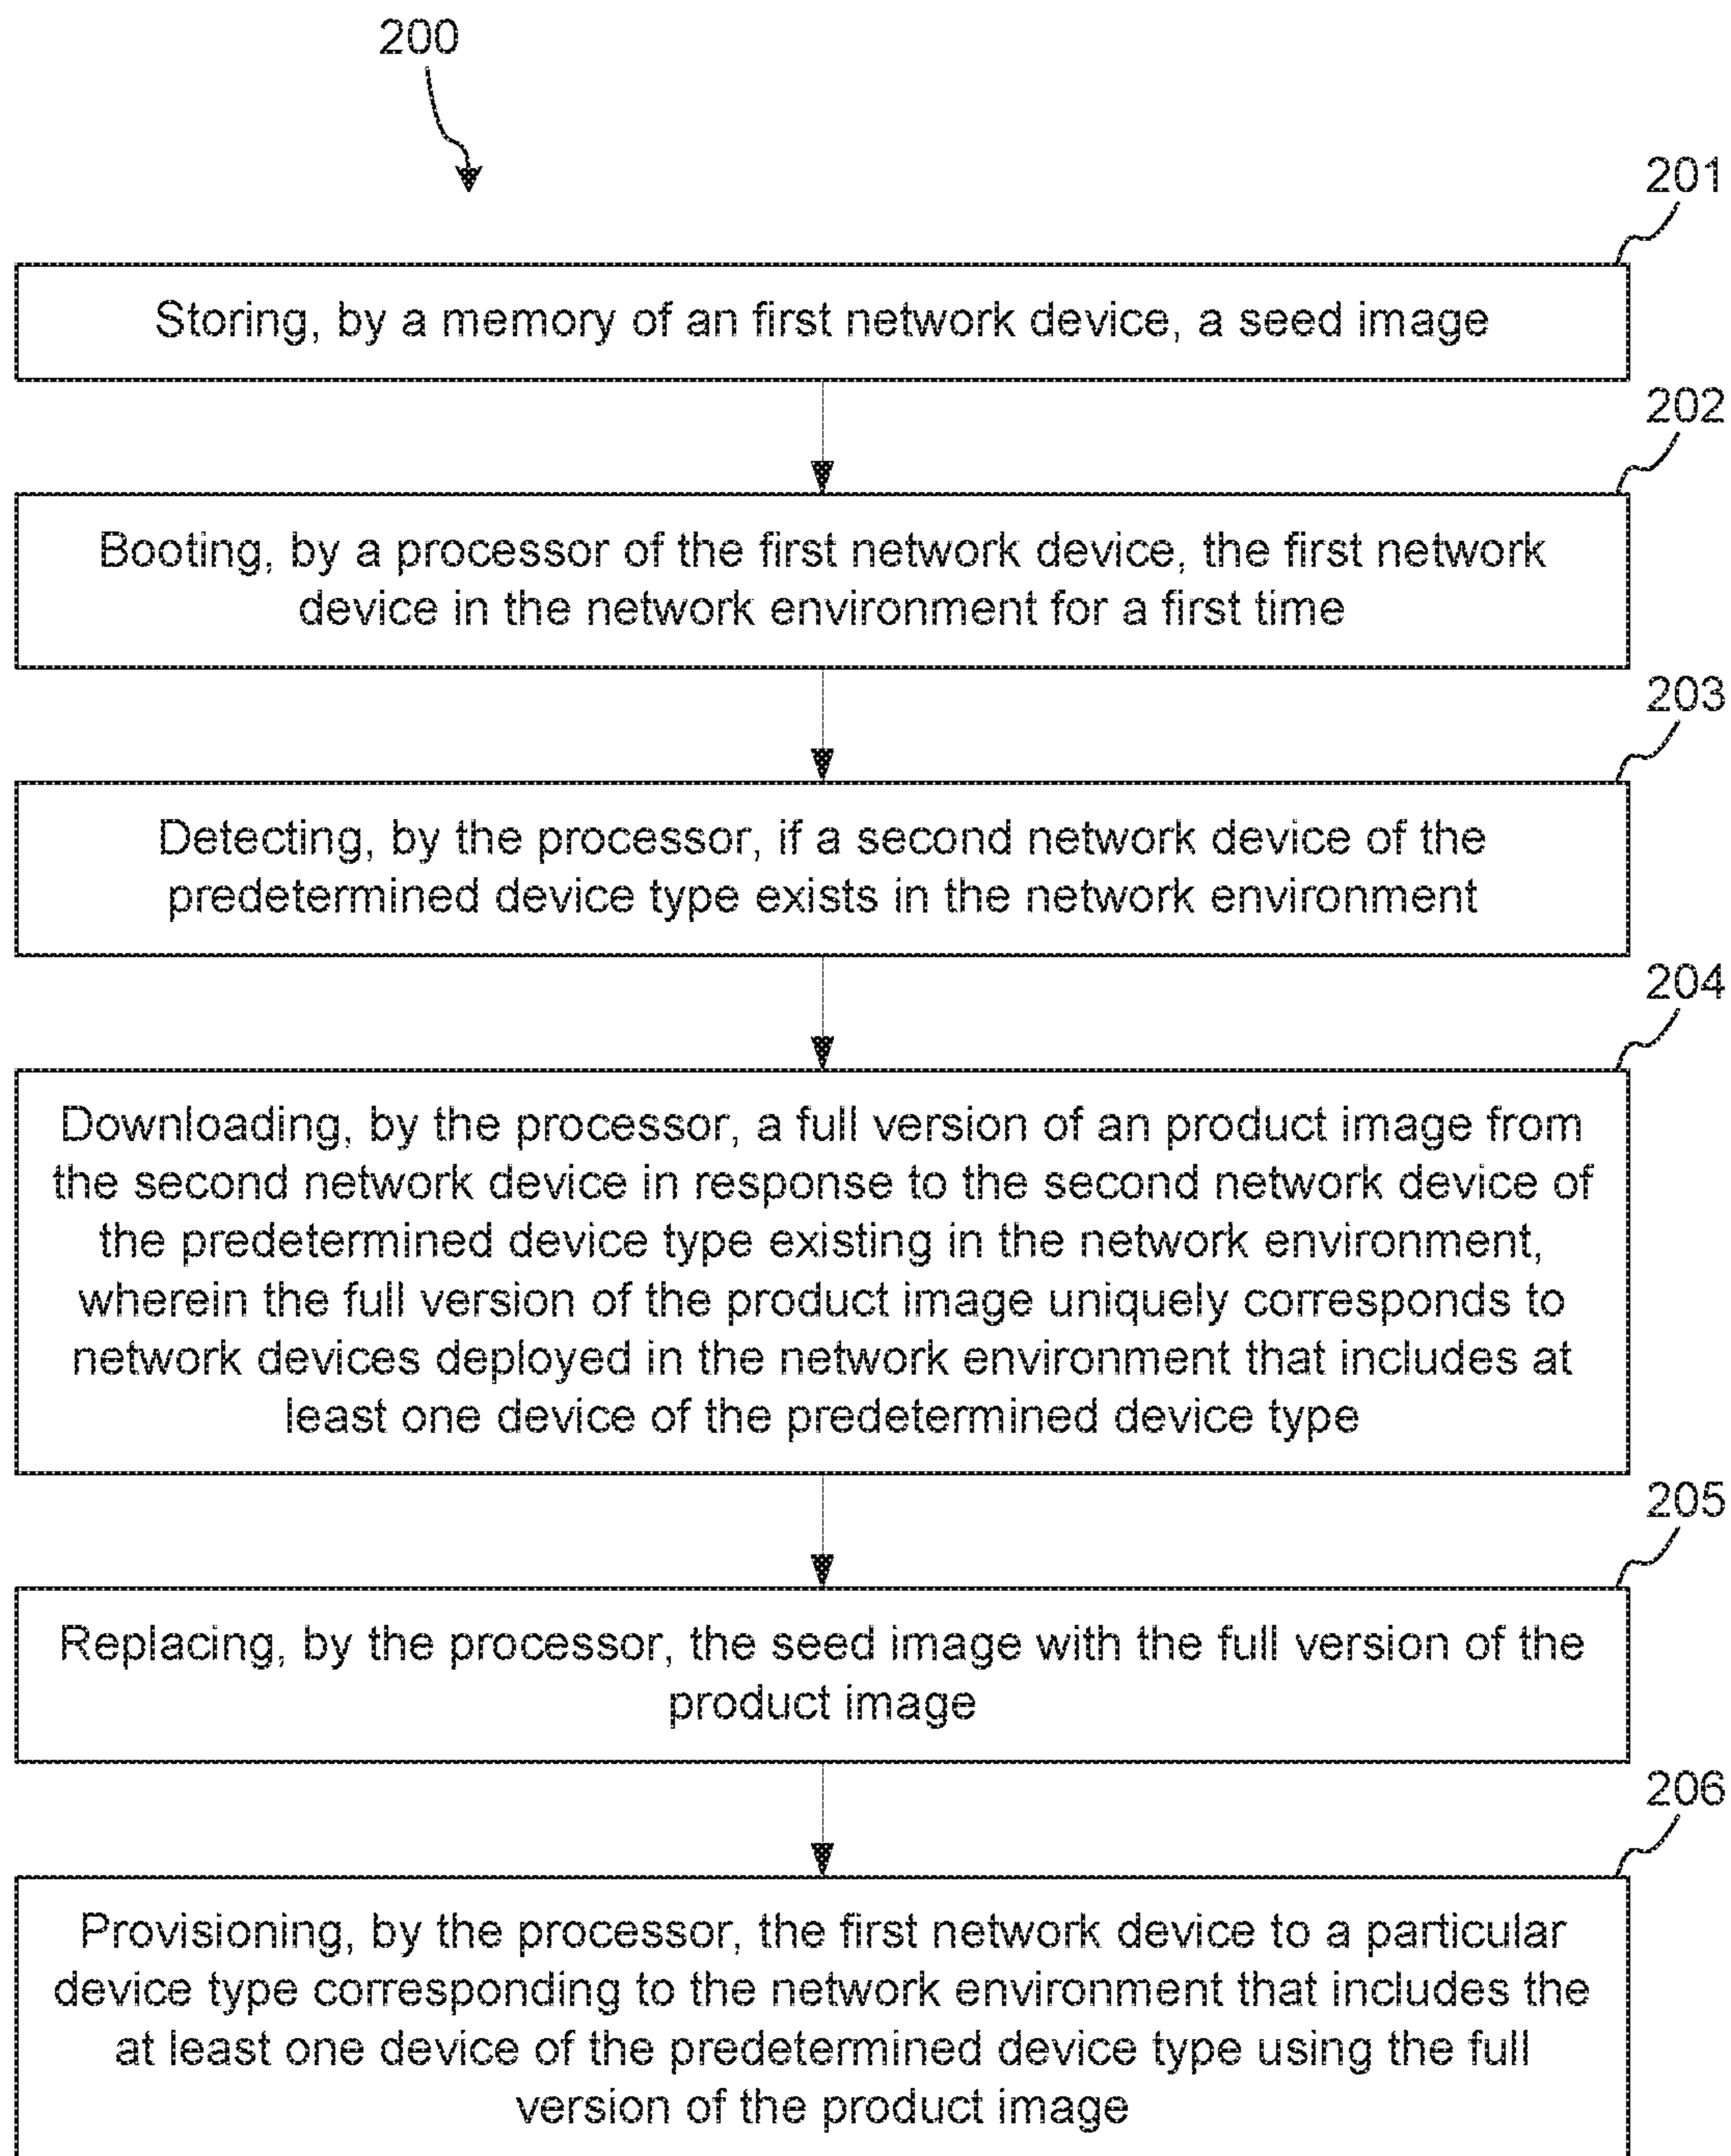 200
201
Storing, by a memory of an first network device, a seed image
202
Booting, by a processor of the first network device, the first network
device in the network environment for a first time
203
Detecting, by the processor, if a second network device of the
predetermined device type exists in the network environment
204
Downloading, by the processor, a full version of an product image from
the second network device in response to the second network device of
the predetermined device type existing in the network environment,
wherein the full version of the product image uniquely corresponds to
network devices deployed in the network environment that includes at
least one device of the predetermined device type
205
Replacing, by the processor, the seed image with the full version of the
product image
206
Provisioning, by the processor, the first network device to a particular
device type corresponding to the network environment that includes the
at least one device of the predetermined device type using the full
version of the product image